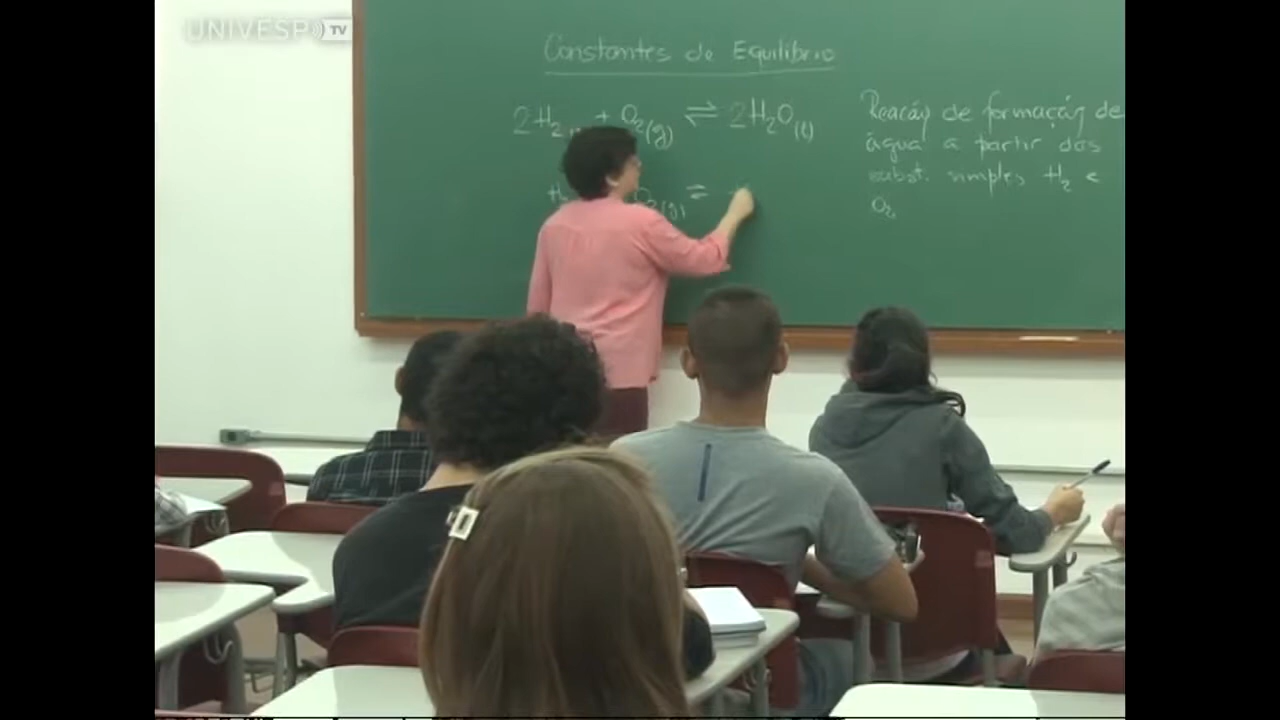 UNIVESP TV
Constantes de Equilíbrio
2H₂ + O₂(g) ⇌ 2H₂O(l)
Reação de formação de
água a partir das
subst. simples H₂ e
O₂
H O₂(g) ⇌